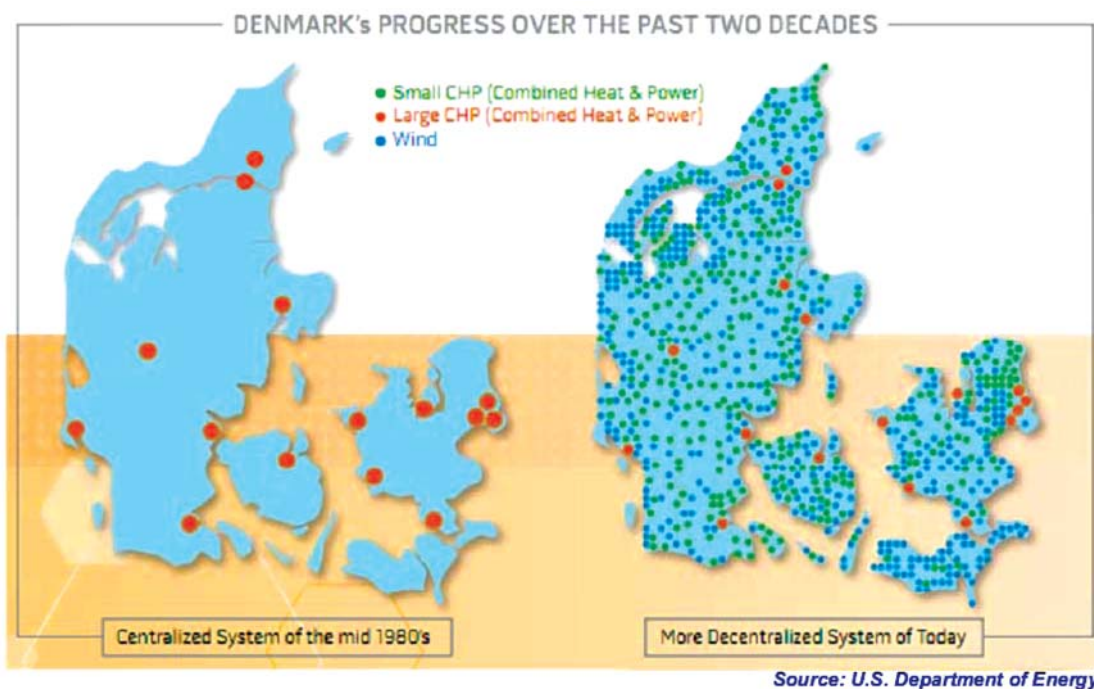 DENMARK's PROGRESS OVER THE PAST TWO DECADES
Small CHP (Combined Heat & Power)
Large CHP (Combined Heat & Power)
Wind
Centralized System of the mid 1980's
More Decentralized System of Today
Source: U.S. Department of Energy